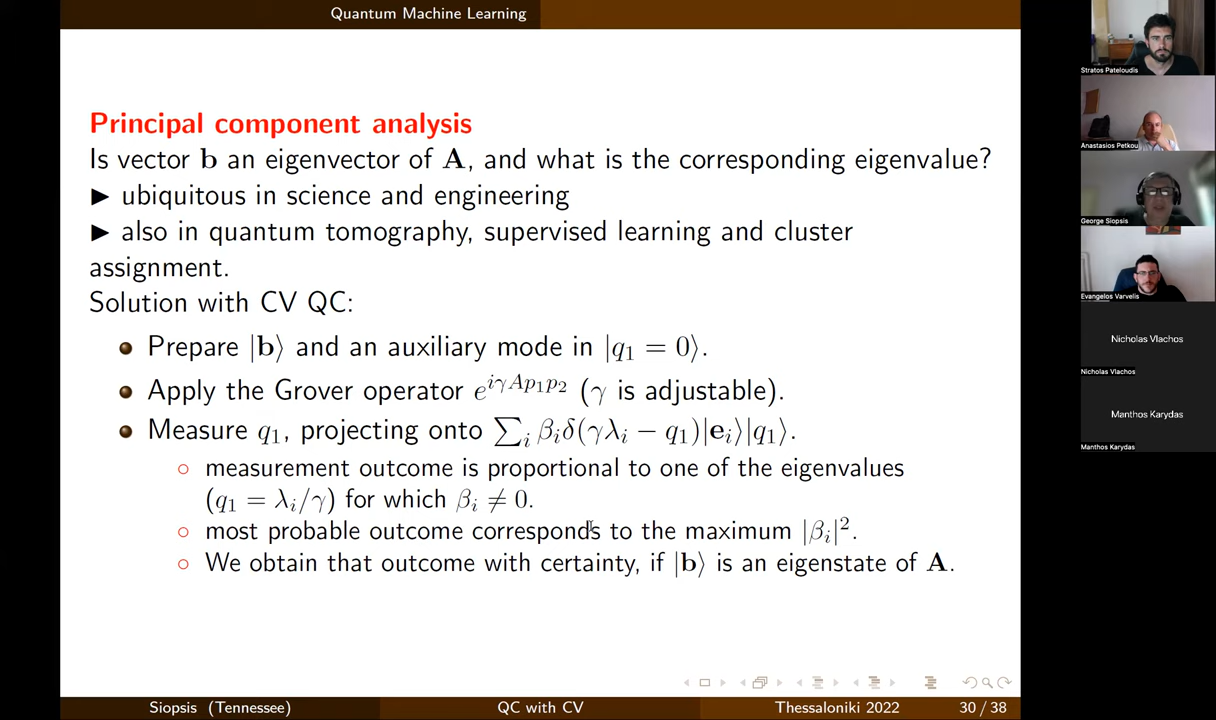 Quantum Machine Learning
Principal component analysis
Is vector b an eigenvector of A, and what is the corresponding eigenvalue?
▶ ubiquitous in science and engineering
▶ also in quantum tomography, supervised learning and cluster
assignment.
Solution with CV QC:
Prepare |b⟩ and an auxiliary mode in |q₁ = 0⟩.
Apply the Grover operator e^{iγAp₁p₂} (γ is adjustable).
Measure q₁, projecting onto ∑ᵢ βᵢδ(γλᵢ − q₁)|eᵢ⟩|q₁⟩.
measurement outcome is proportional to one of the eigenvalues
(q₁ = λᵢ/γ) for which βᵢ ≠ 0.
most probable outcome corresponds to the maximum |βᵢ|².
We obtain that outcome with certainty, if |b⟩ is an eigenstate of A.
Siopsis (Tennessee) QC with CV Thessaloniki 2022 30 / 38
Stratos Pateloudis
Anastasios Petkou
George Siopsis
Evangelos Varvelis
Nicholas Vlachos
Nicholas Vlachos
Manthos Karydas
Manthos Karydas